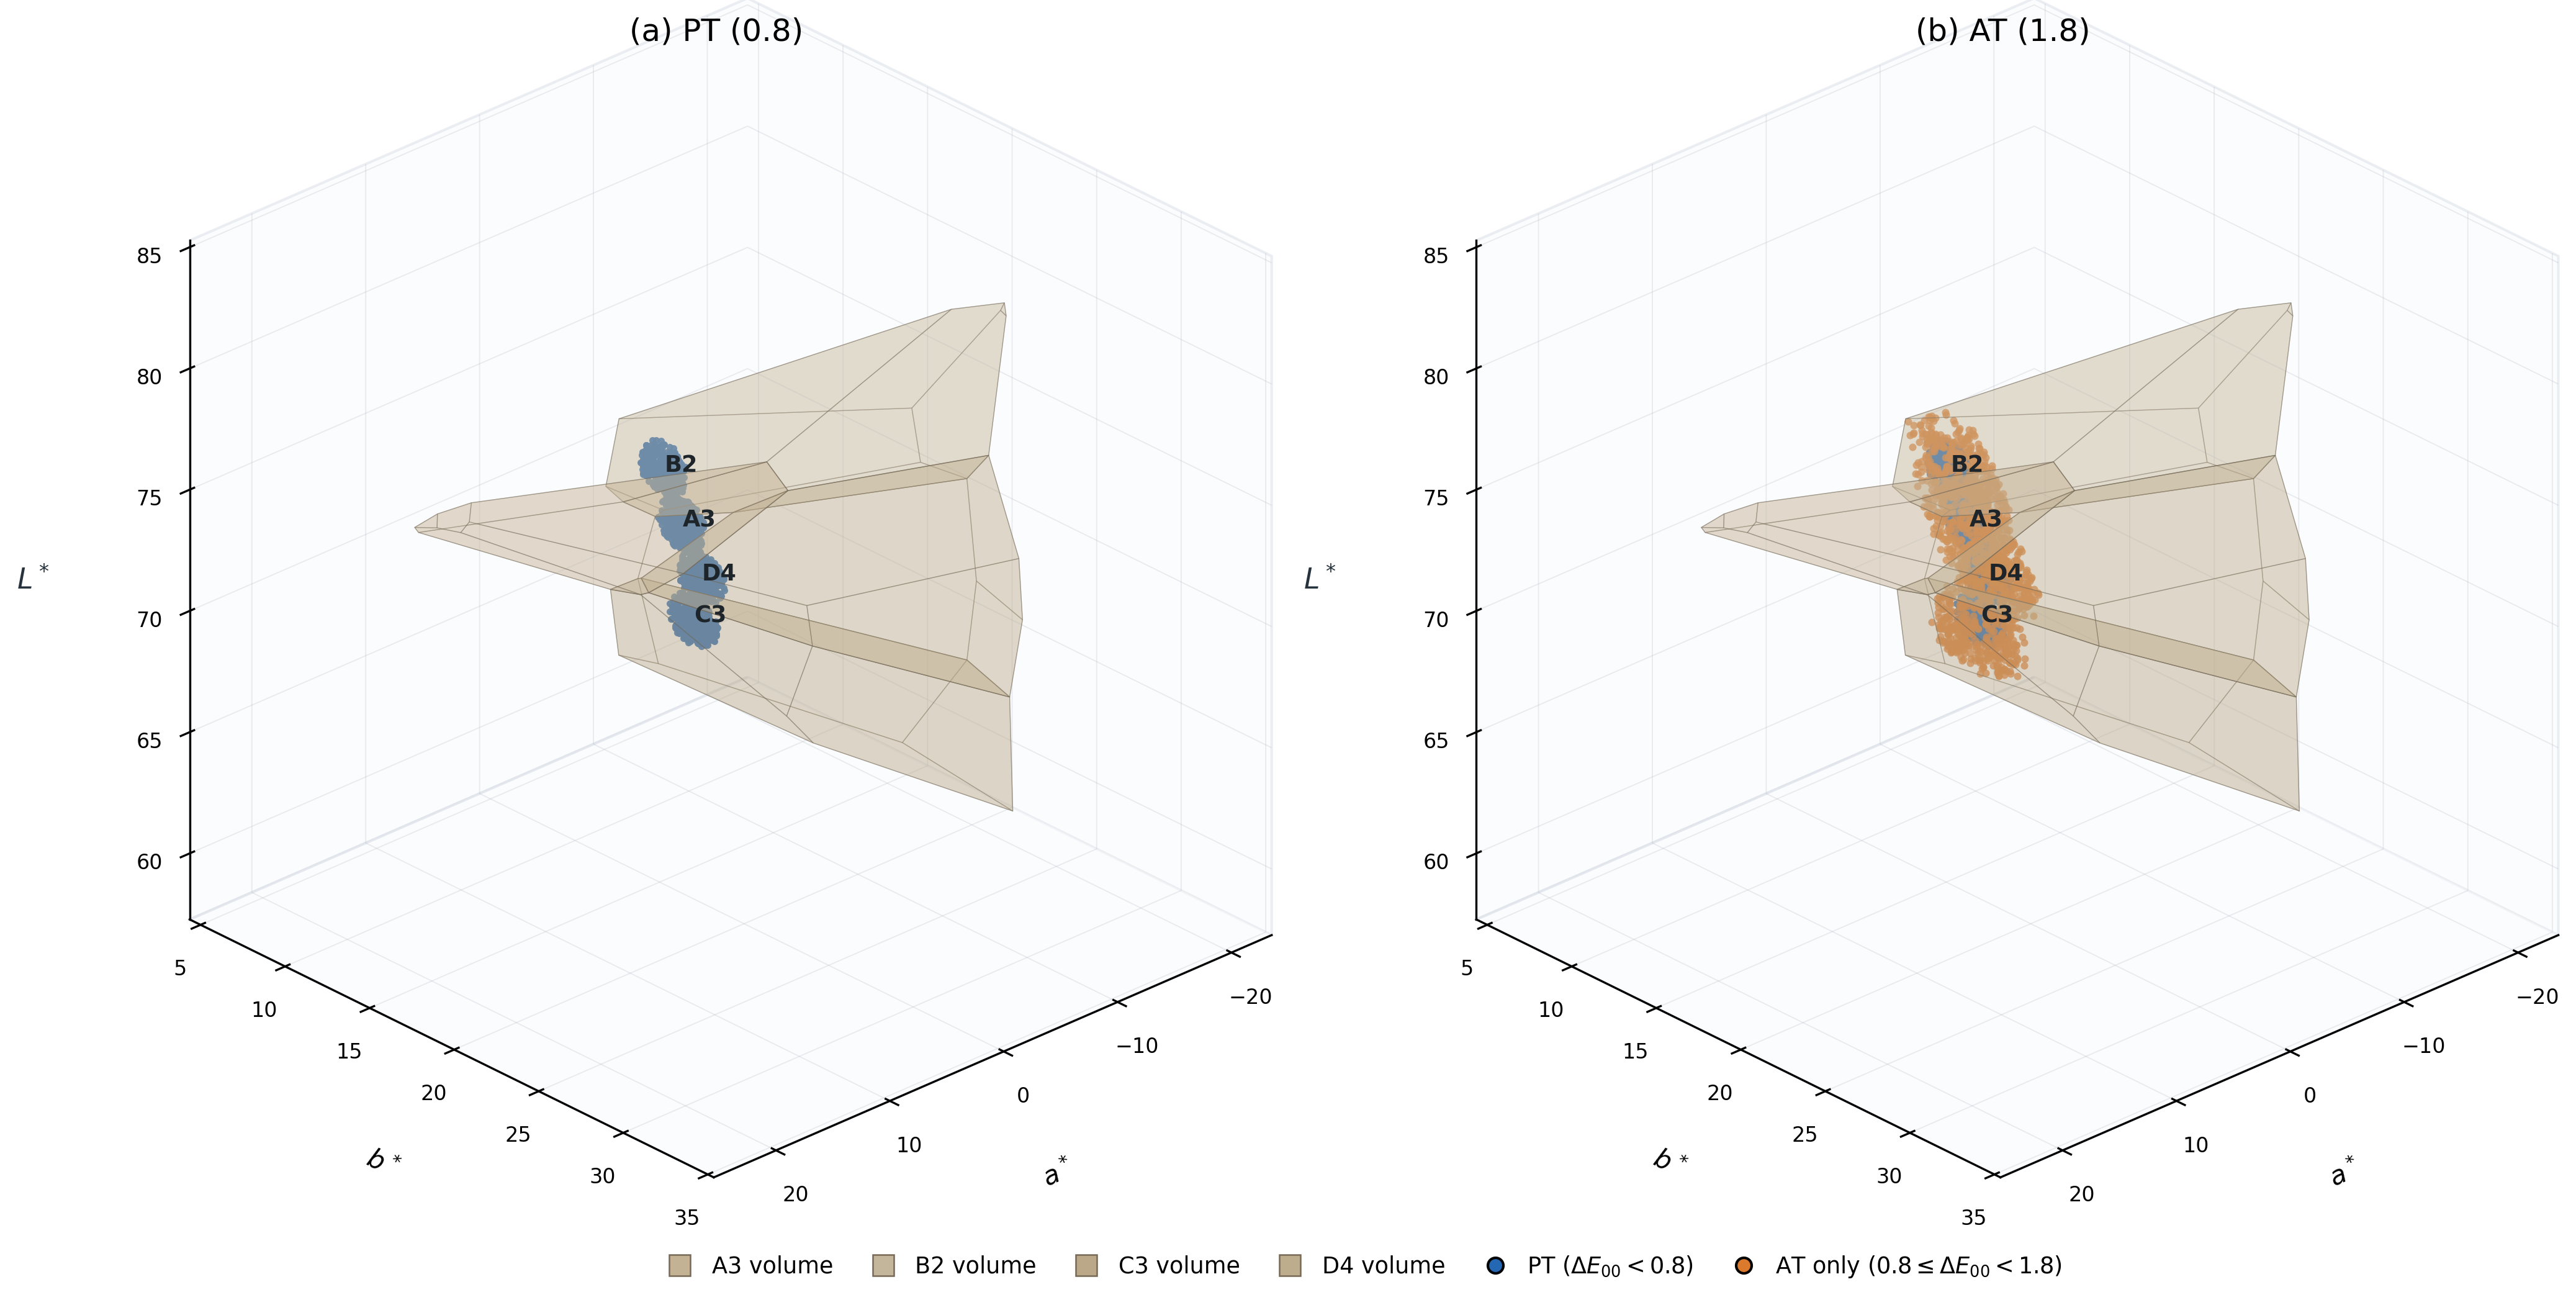 (a) PT (0.8)
85
80
75
70
65
60
L*
B2
A3
D4
C3
5
10
15
20
25
30
35
b*
20
10
0
−10
−20
a*
(b) AT (1.8)
85
80
75
70
65
60
L*
B2
A3
D4
C3
5
10
15
20
25
30
35
b*
20
10
0
−10
−20
a*
A3 volume B2 volume C3 volume D4 volume PT (ΔE₀₀ < 0.8) AT only (0.8 ≤ ΔE₀₀ < 1.8)